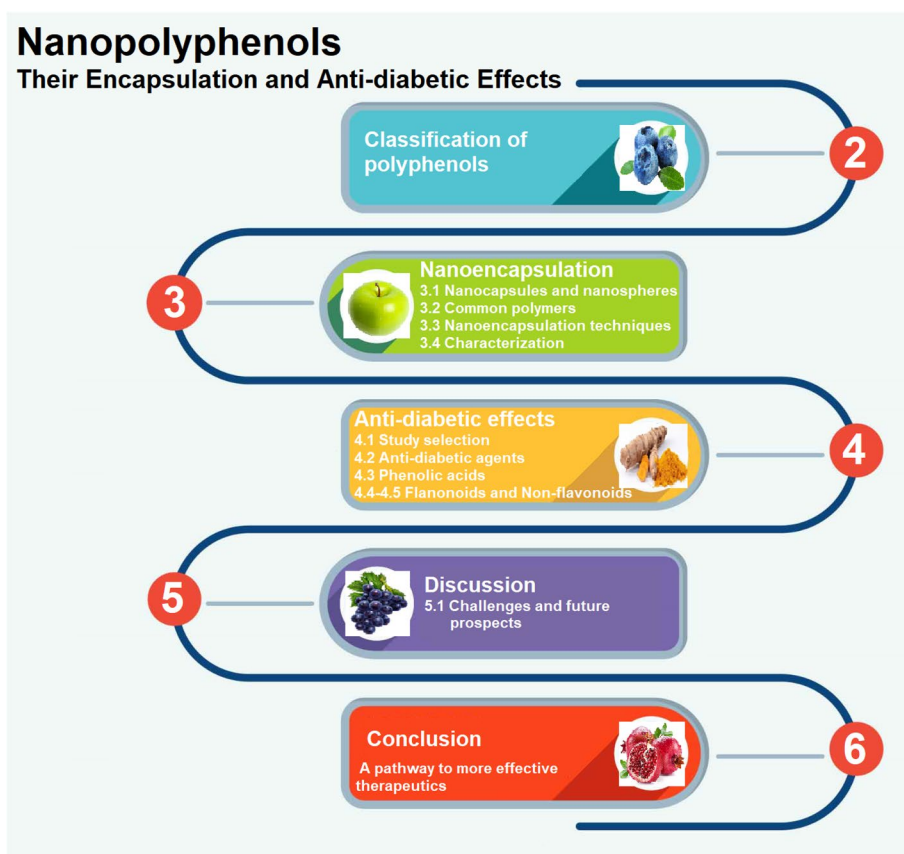 Nanopolyphenols
Their Encapsulation and Anti-diabetic Effects
Classification of
polyphenols
2
3
Nanoencapsulation
3.1 Nanocapsules and nanospheres
3.2 Common polymers
3.3 Nanoencapsulation techniques
3.4 Characterization
Anti-diabetic effects
4.1 Study selection
4.2 Anti-diabetic agents
4.3 Phenolic acids
4.4-4.5 Flanonoids and Non-flavonoids
4
5
Discussion
5.1 Challenges and future
prospects
Conclusion
A pathway to more effective
therapeutics
6